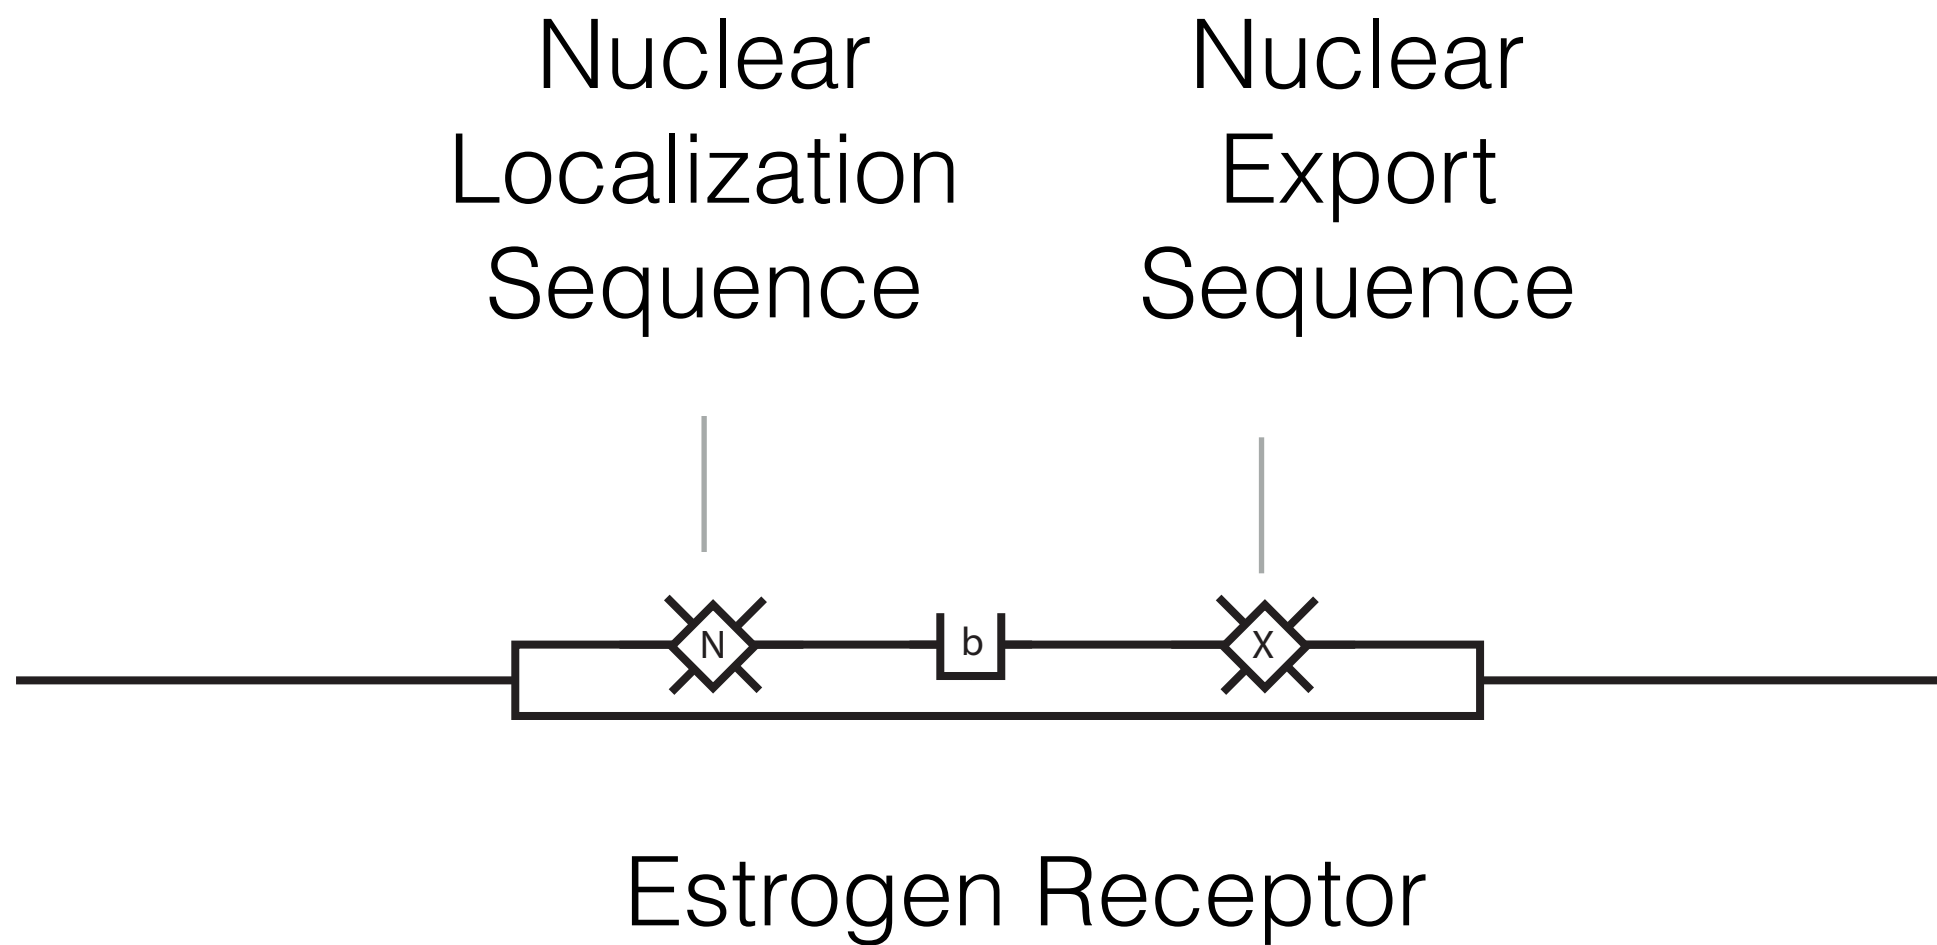 Nuclear
Localization
Sequence
Nuclear
Export
Sequence
N
b
X
Estrogen Receptor